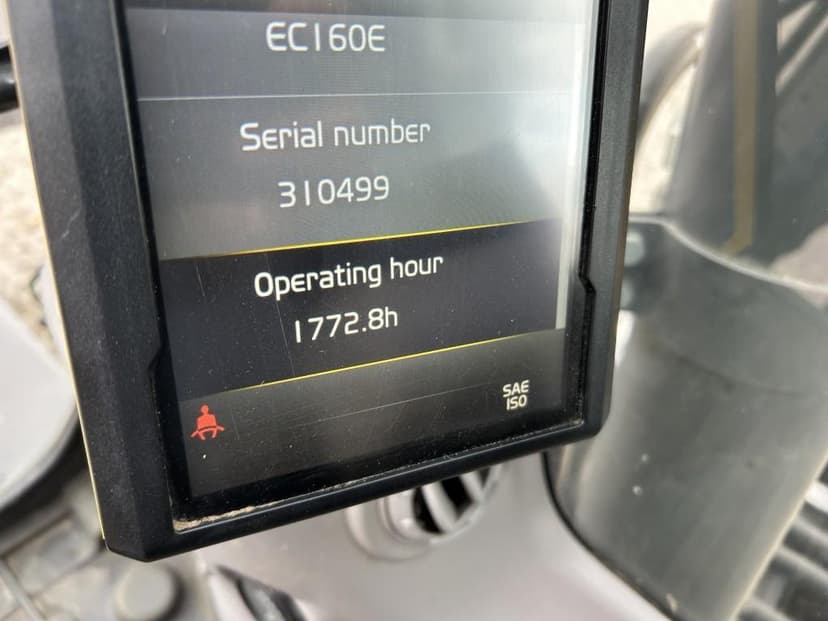 EC160E
Serial number
310499
Operating hour
1772.8h
SAE
ISO